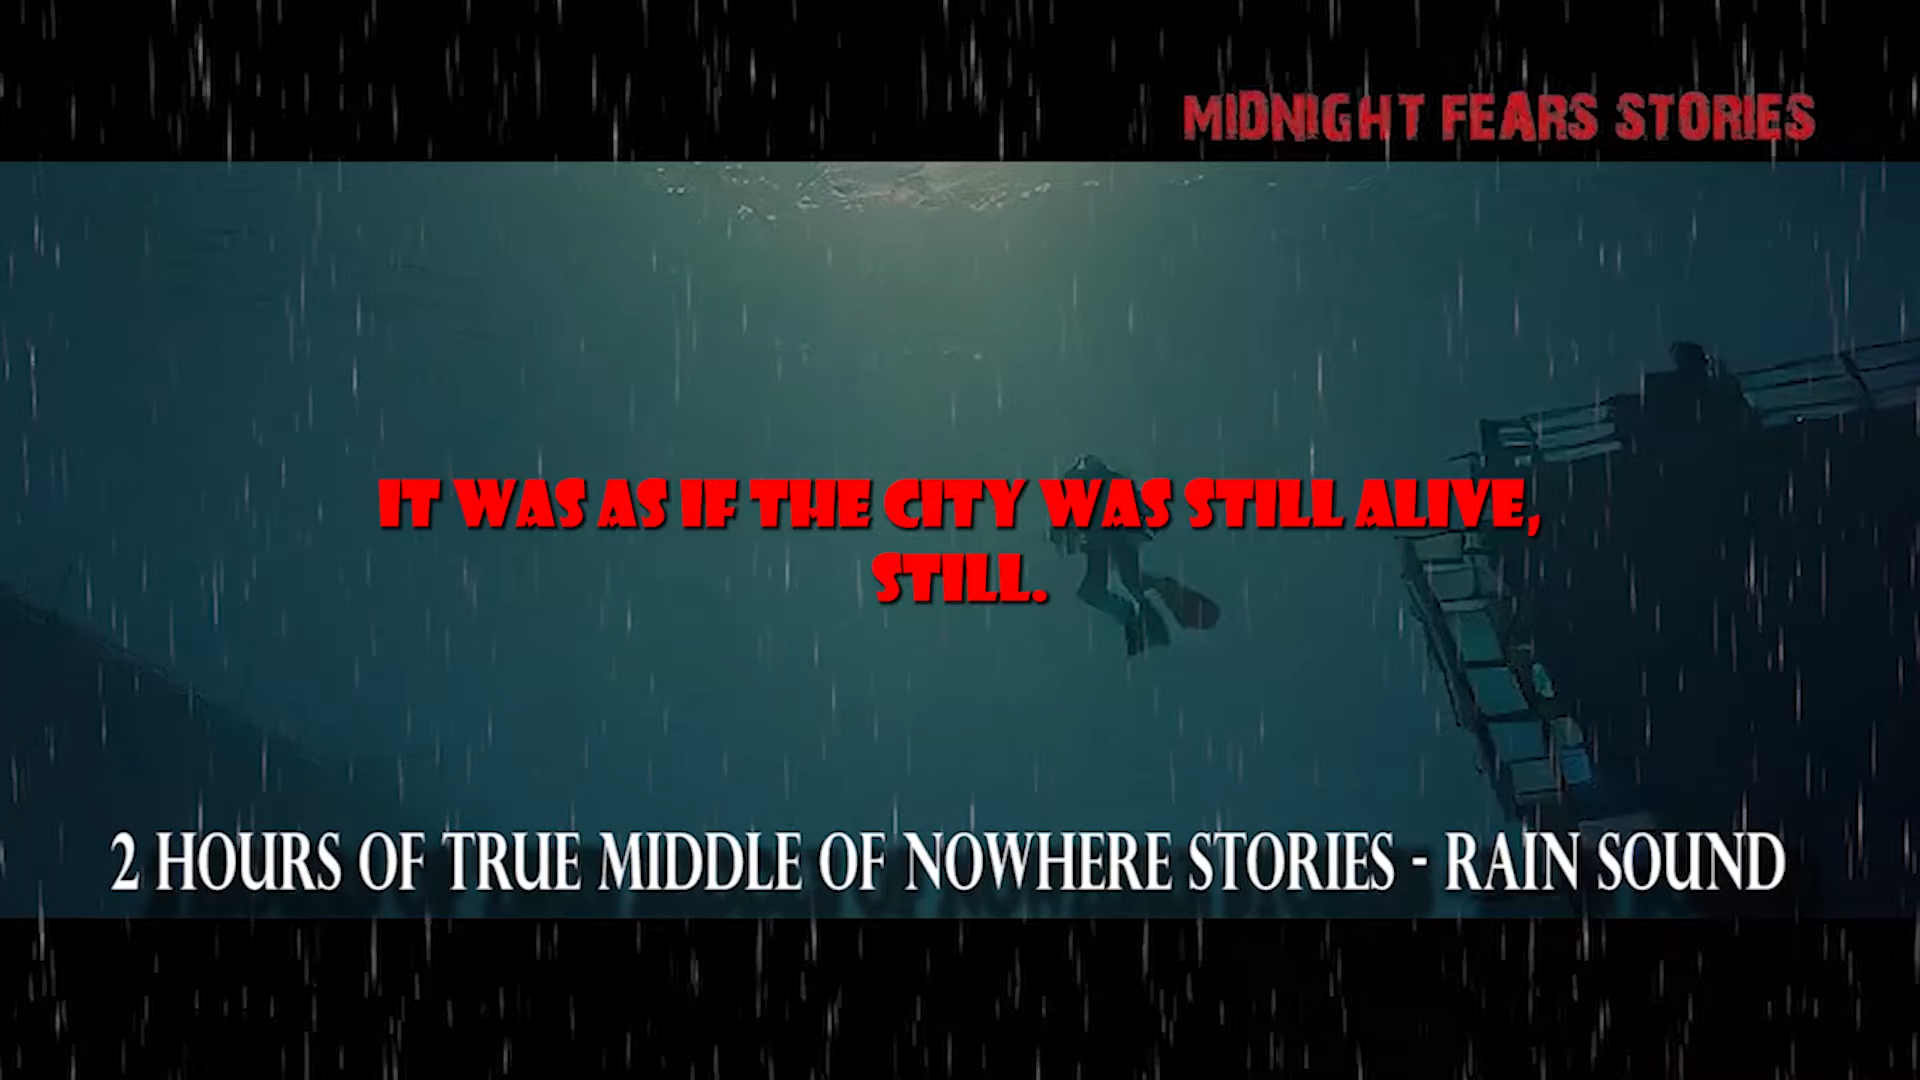 MIDNIGHT FEARS STORIES
IT WAS AS IF THE CITY WAS STILL ALIVE,
STILL.
2 HOURS OF TRUE MIDDLE OF NOWHERE STORIES - RAIN SOUND